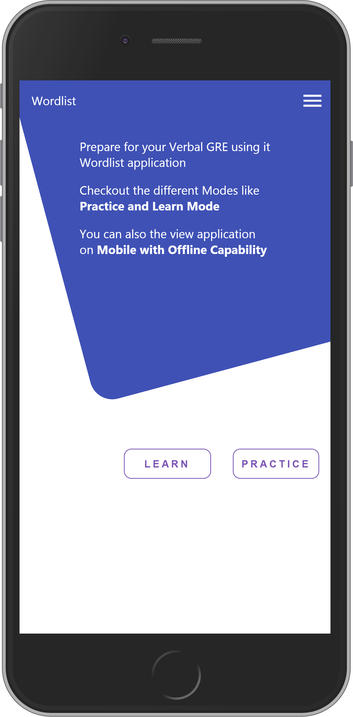 Wordlist
Prepare for your Verbal GRE using it
Wordlist application
Checkout the different Modes like
Practice and Learn Mode
You can also the view application
on Mobile with Offline Capability
LEARN
PRACTICE